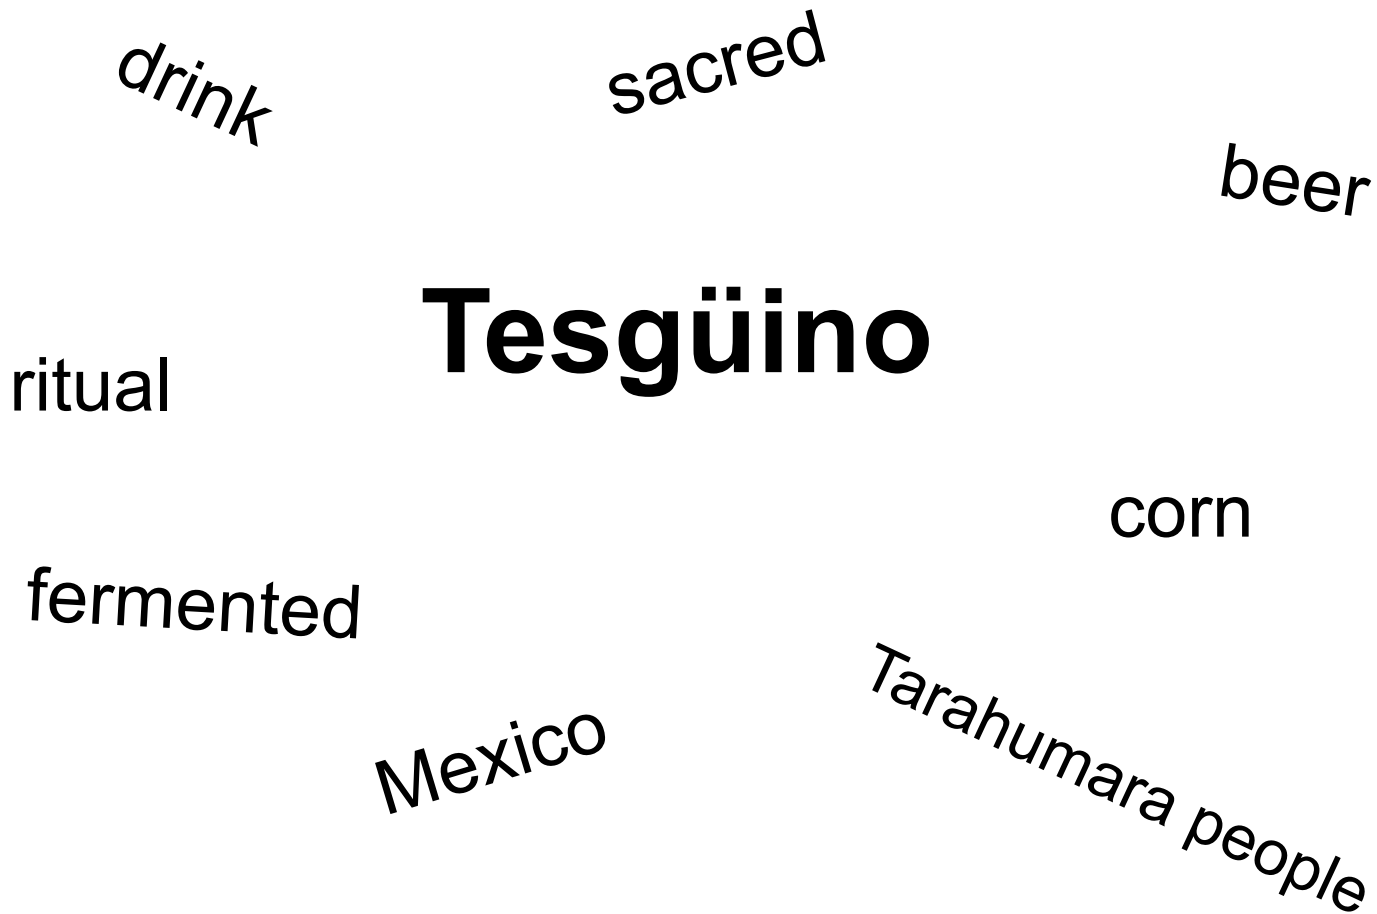 drink
sacred
beer
Tesgüino
ritual
corn
fermented
Tarahumara people
Mexico